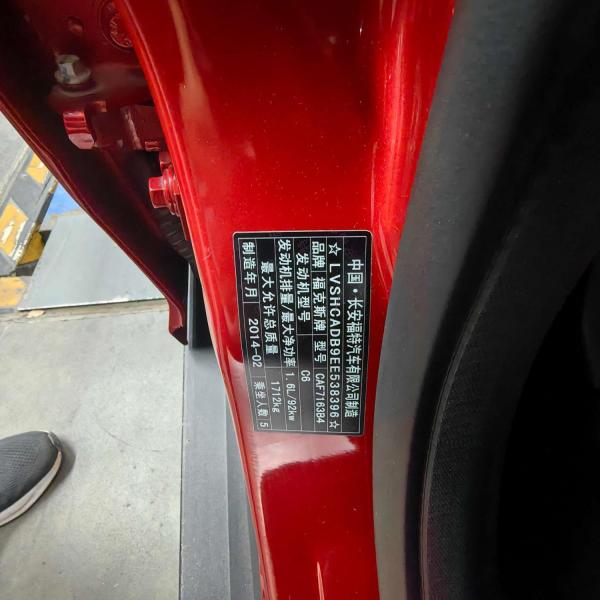 中国·长安福特汽车有限公司制造
☆LVSHCADB9EE538396☆
品牌 福克斯牌 型号 CAF7163B4
发动机型号 C6
发动机排量/最大净功率 1.6L/92kw
最大允许总质量 1712kg
制造年月 2014-02 乘坐人数 5